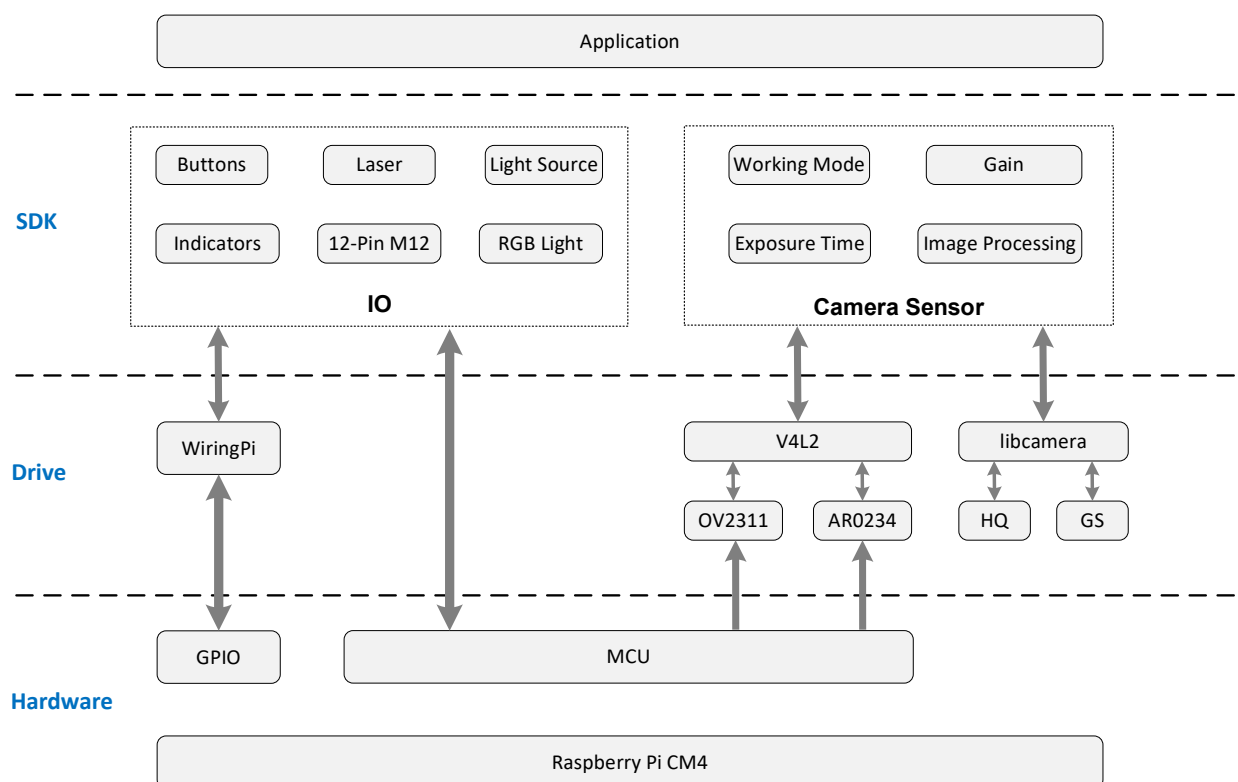 Application
SDK
Buttons
Laser
Light Source
Indicators
12-Pin M12
RGB Light
IO
Working Mode
Gain
Exposure Time
Image Processing
Camera Sensor
Drive
WiringPi
V4L2
libcamera
OV2311
AR0234
HQ
GS
Hardware
GPIO
MCU
Raspberry Pi CM4